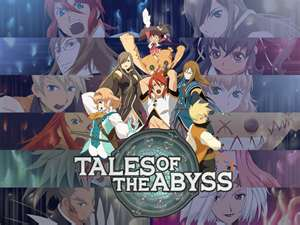 TALES OF
THE ABYSS